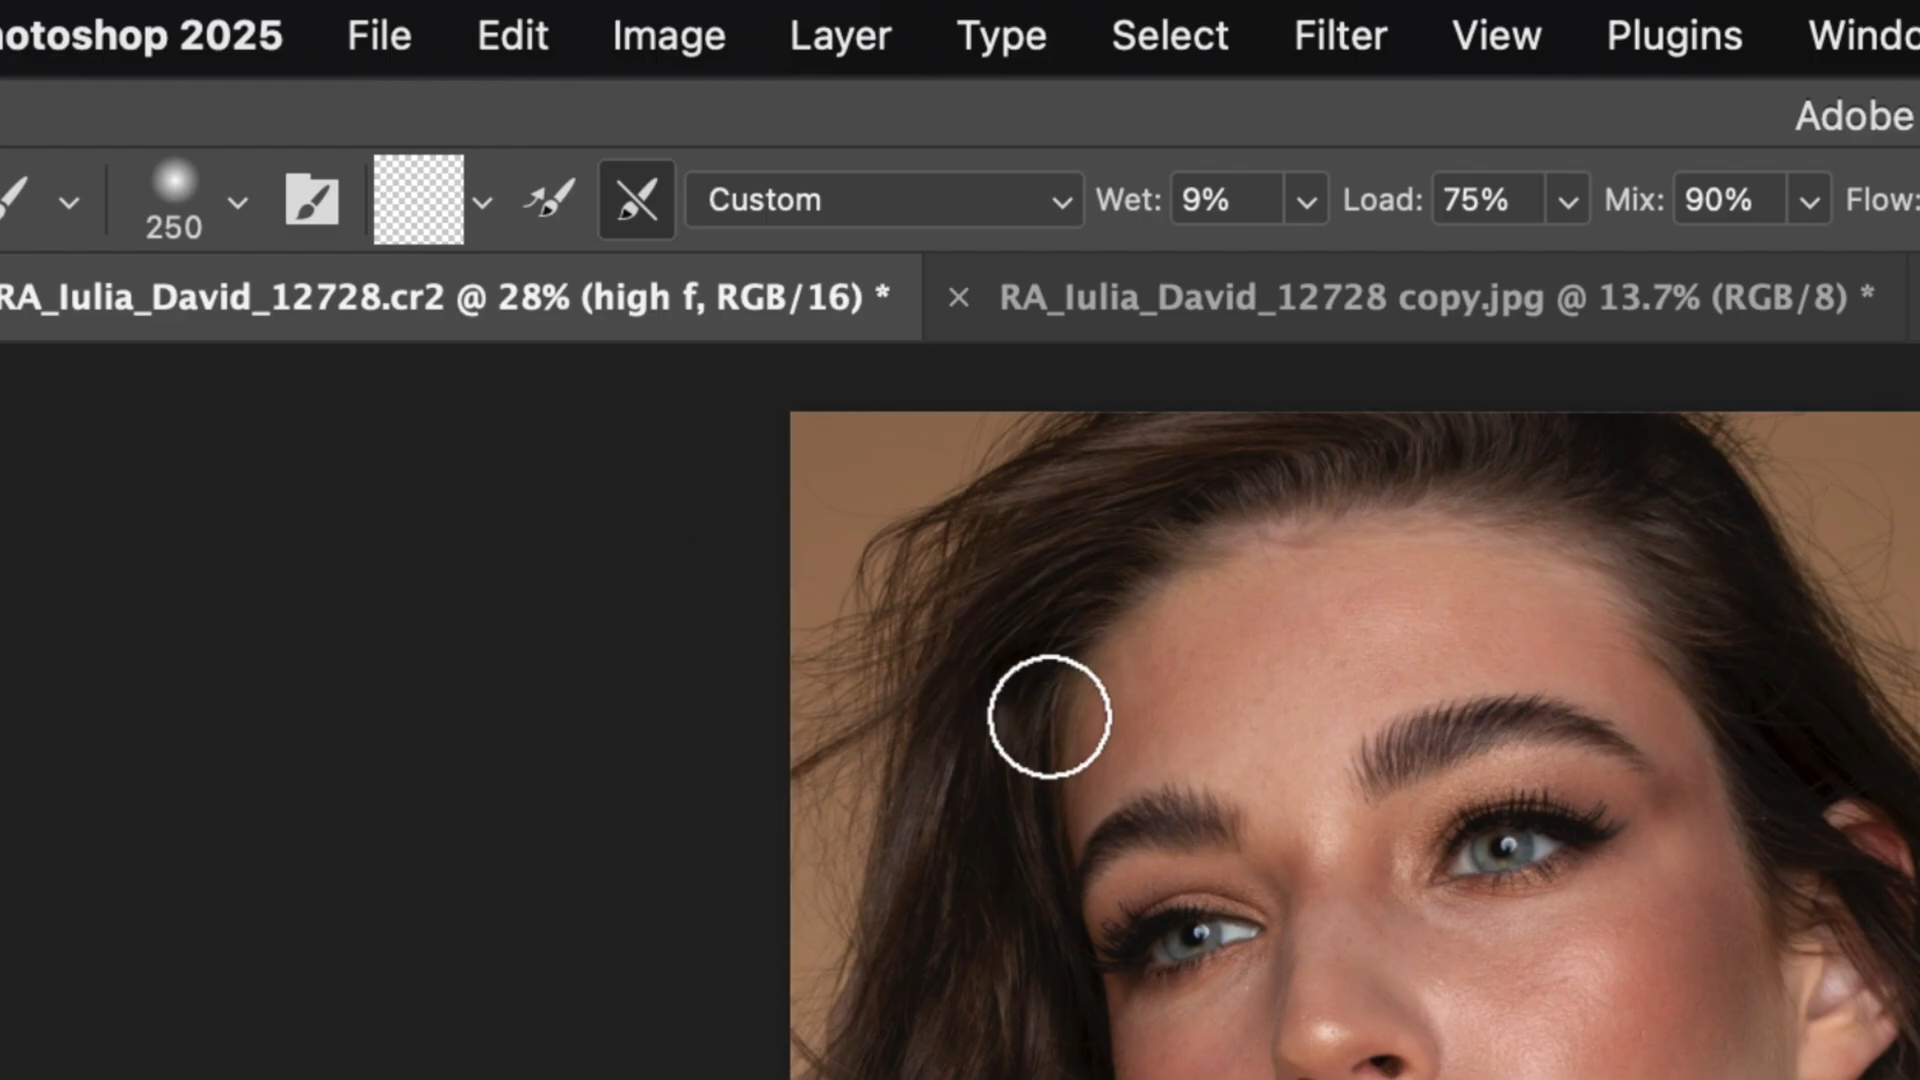 otoshop 2025 File Edit Image Layer Type Select Filter View Plugins Windo
Adobe
250 Custom Wet: 9% Load: 75% Mix: 90% Flow:
RA_Iulia_David_12728.cr2 @ 28% (high f, RGB/16) * × RA_Iulia_David_12728 copy.jpg @ 13.7% (RGB/8) *